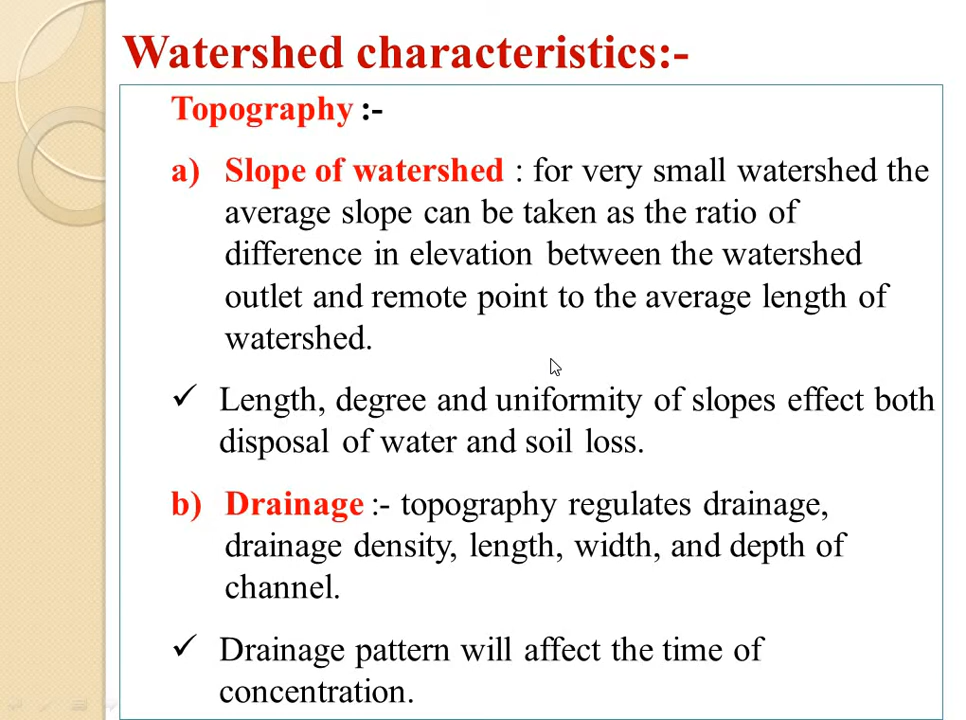 Watershed characteristics:-
Topography :-
a) Slope of watershed : for very small watershed the
average slope can be taken as the ratio of
difference in elevation between the watershed
outlet and remote point to the average length of
watershed.
✓ Length, degree and uniformity of slopes effect both
disposal of water and soil loss.
b) Drainage :- topography regulates drainage,
drainage density, length, width, and depth of
channel.
✓ Drainage pattern will affect the time of
concentration.